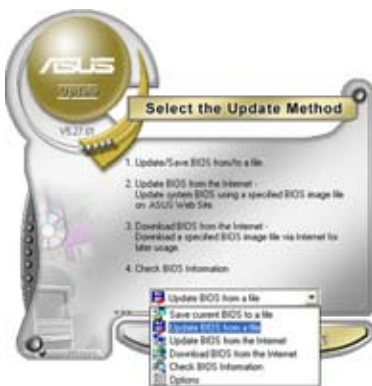 ASUS
Update
V5.27.01
Select the Update Method
1. Update/Save BIOS from/to a file.
2. Update BIOS from the Internet -
Update system BIOS using a specified BIOS image file
on ASUS Web Site.
3. Download BIOS from the Internet -
Download a specified BIOS image file via Internet for
later usage.
4. Check BIOS Information
Update BIOS from a file
Save current BIOS to a file
Update BIOS from a file
Update BIOS from the Internet
Download BIOS from the Internet
Check BIOS Information
Options